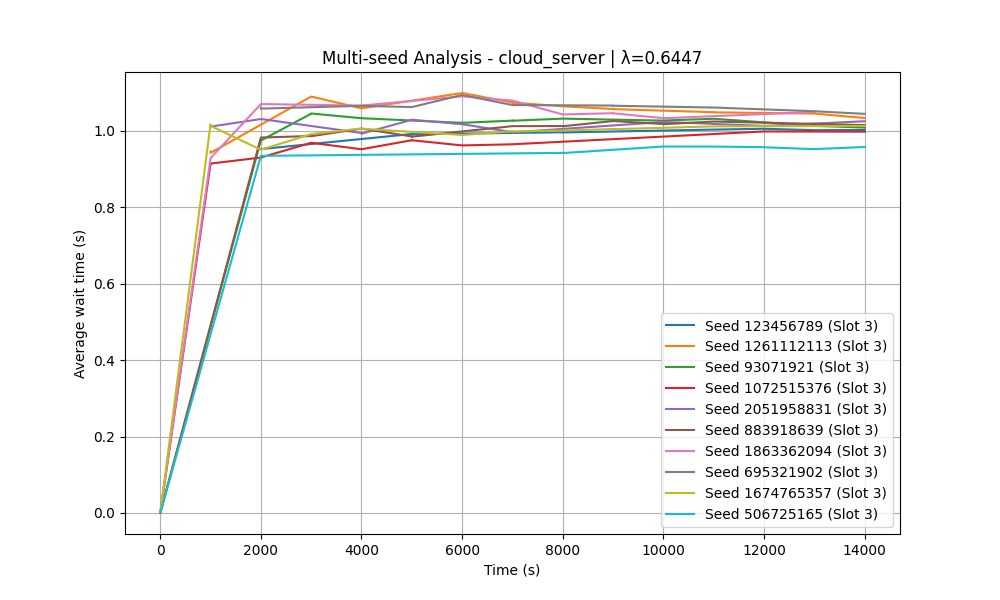 Multi-seed Analysis - cloud_server | λ=0.6447
Average wait time (s)
1.0
0.8
0.6
0.4
0.2
0.0
Seed 123456789 (Slot 3)
Seed 1261112113 (Slot 3)
Seed 93071921 (Slot 3)
Seed 1072515376 (Slot 3)
Seed 2051958831 (Slot 3)
Seed 883918639 (Slot 3)
Seed 1863362094 (Slot 3)
Seed 695321902 (Slot 3)
Seed 1674765357 (Slot 3)
Seed 506725165 (Slot 3)
0 2000 4000 6000 8000 10000 12000 14000
Time (s)